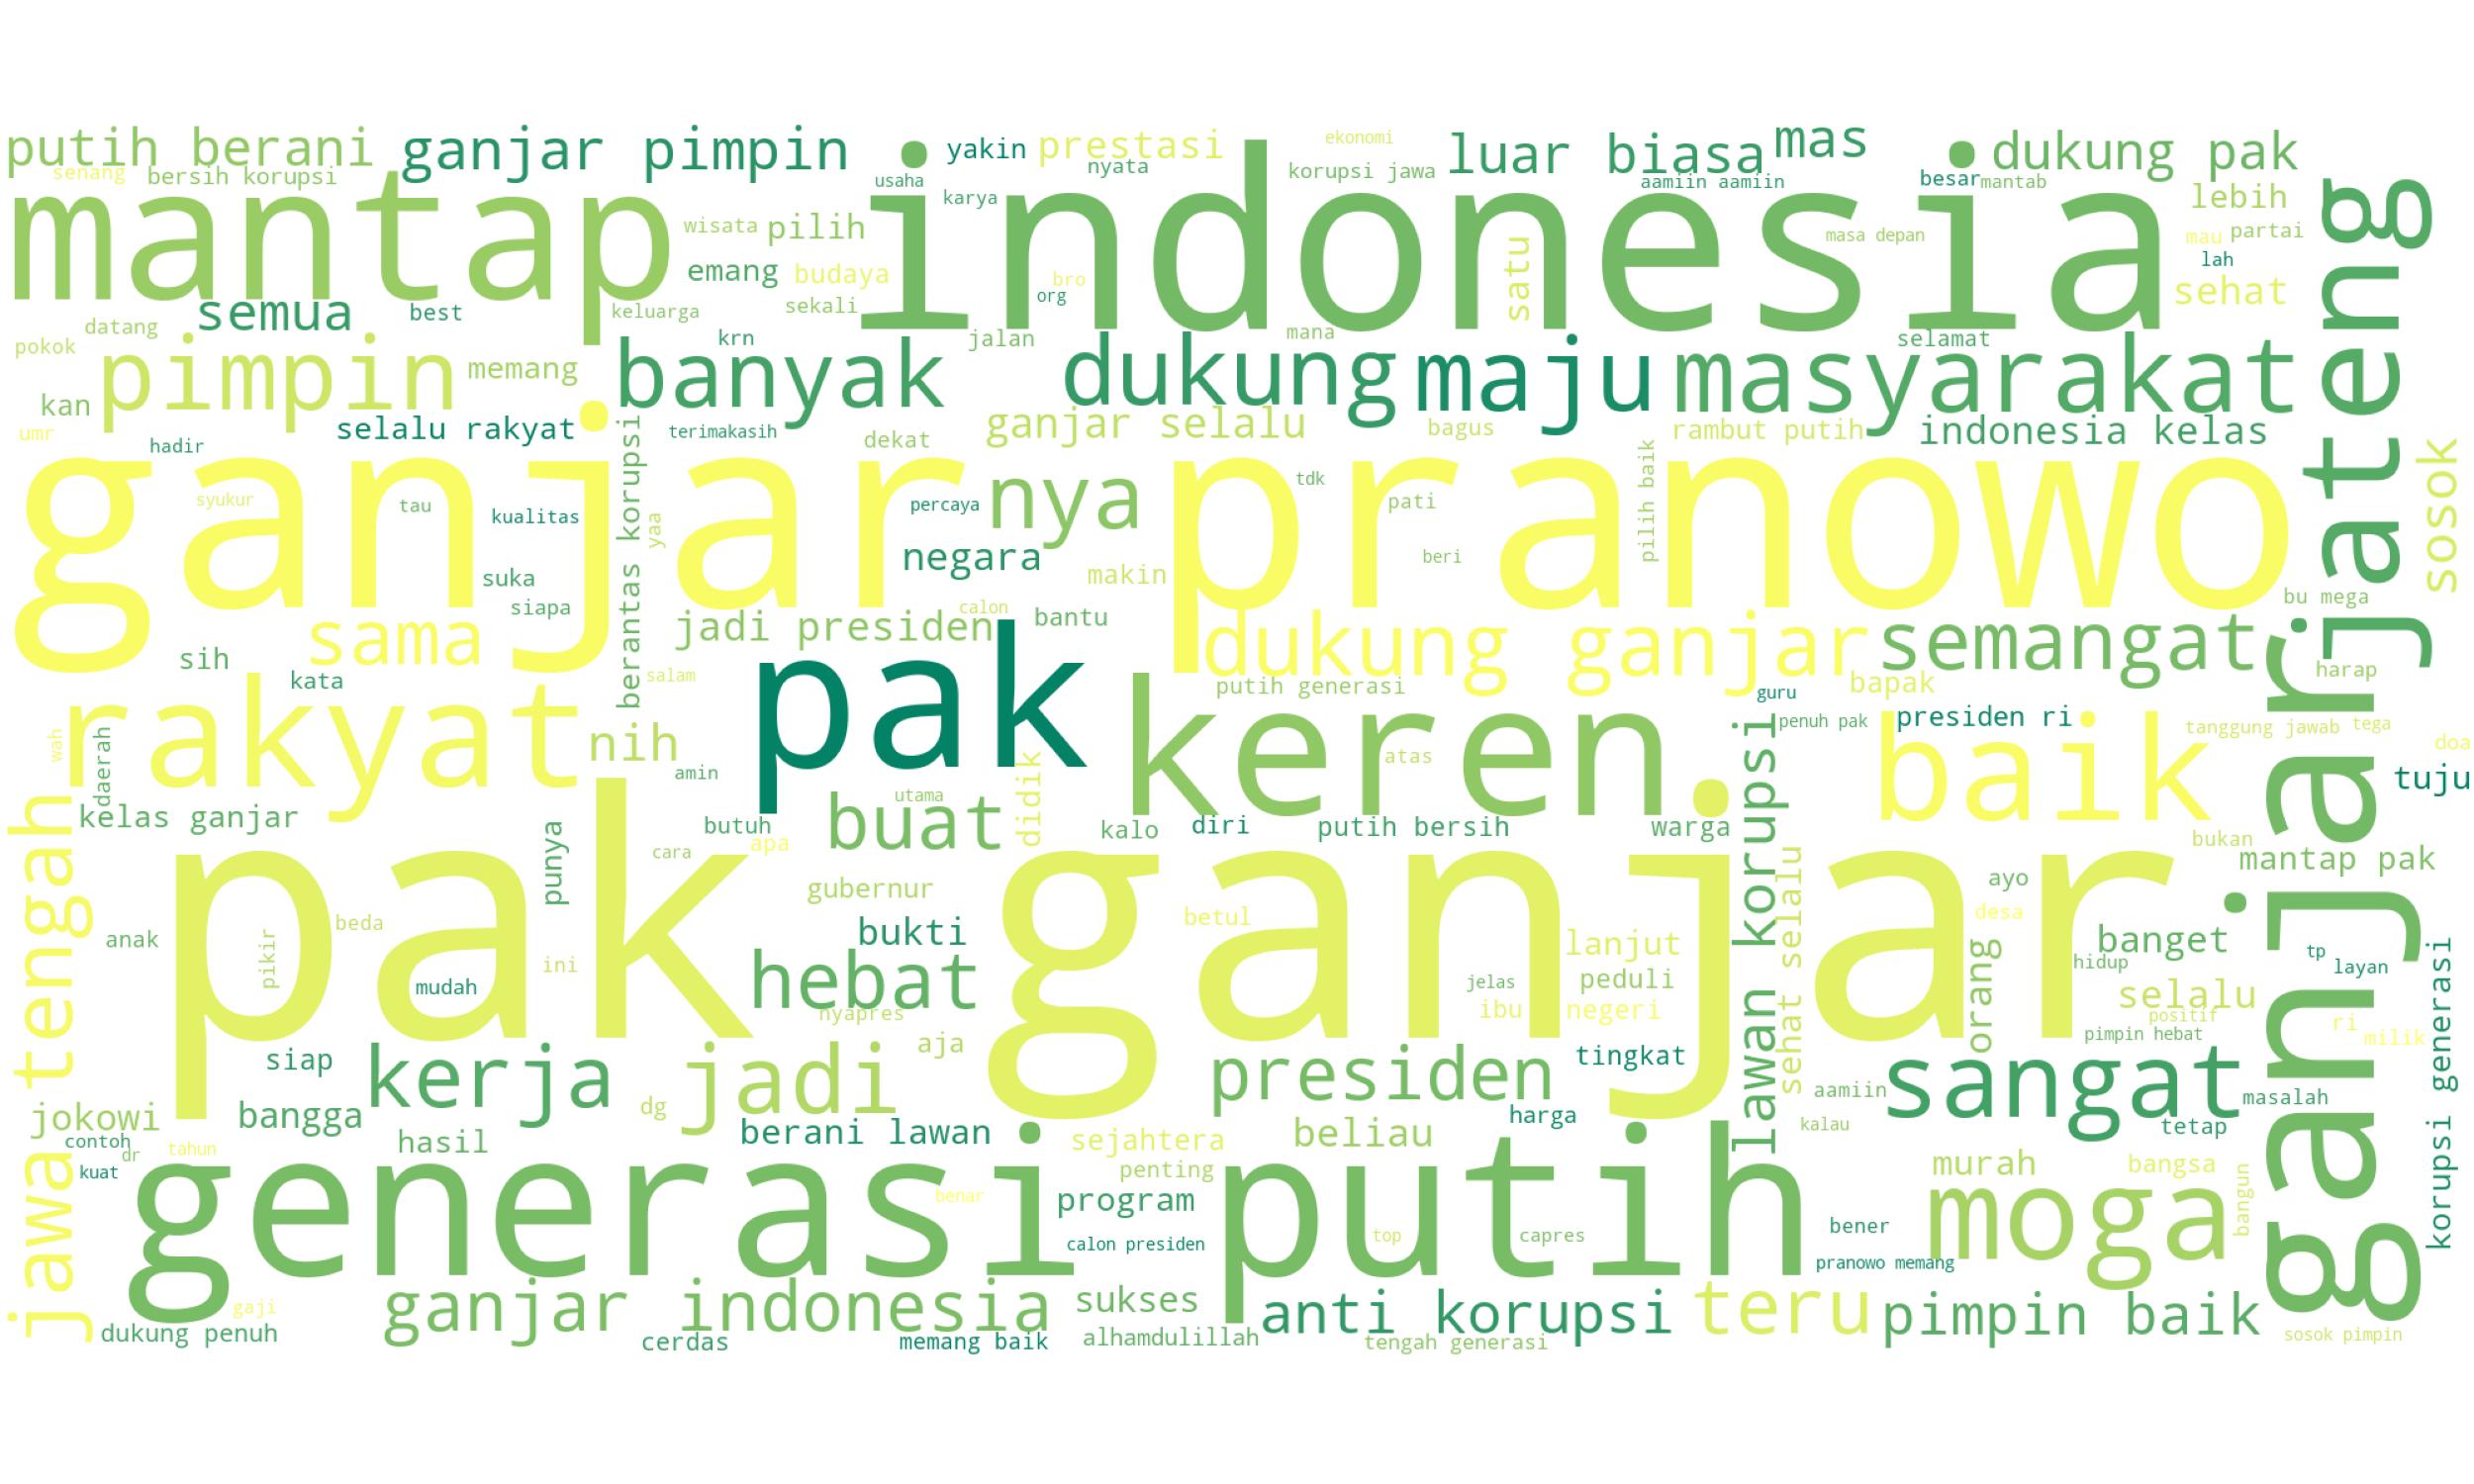 putih berani
ganjar pimpin
yakin
prestasi
ekonomi
luar biasa
mas
dukung pak
senang
bersih korupsi
usaha
nyata
korupsi jawa
aamiin aamiin
besar
mantab
lebih
mantap
indonesia
karya
wisata
pilih
masa depan
mau
partai
emang
budaya
bro
satu
lah
sehat
ganjar jateng
semua
best
keluarga
sekali
org
datang
pokok
pimpin
memang
krn
jalan
mana
selamat
banyak
dukung
maju
masyarakat
kan
umr
hadir
selalu rakyat
terimakasih
dekat
ganjar selalu
bagus
rambut putih
indonesia kelas
sosok
ganjar pranowo
syukur
tau
kualitas
berantas korupsi
yaa
percaya
nya
tdk
pati
pilih baik
negara
makin
beri
suka
siapa
calon
bantu
bu mega
sama
jadi presiden
dukung ganjar
semangat
sih
kata
salam
harap
rakyat
pak
keren
putih generasi
guru
bapak
wah
daerah
nih
amin
didik
atas
penuh pak
presiden ri
baik
tanggung jawab
tega
doa
tuju
kelas ganjar
butuh
utama
buat
kalo
diri
putih bersih
warga
lawan korupsi
bukan
mantap pak
jawa tengah
pak ganjar
punya
cara
apa
gubernur
sehat selalu
ayo
anak
pikir
beda
ini
bukti
betul
lanjut
desa
orang
banget
tp
layan
hidup
korupsi generasi
mudah
hebat
nyapres
jelas
peduli
ibu
negeri
selalu
positif
ri
milik
pimpin hebat
siap
kerja
jadi
aja
presiden
tingkat
sangat
aamiin
masalah
jokowi
bangga
dg
harga
kalau
tetap
contoh
dr
tahun
kuat
hasil
berani lawan
sejahtera
beliau
penting
murah
bangsa
bangun
generasi putih
benar
program
calon presiden
top
capres
bener
pranowo memang
moga
gaji
dukung penuh
ganjar indonesia
cerdas
memang baik
sukses
alhamdulillah
anti korupsi
tengah generasi
teru
pimpin baik
sosok pimpin